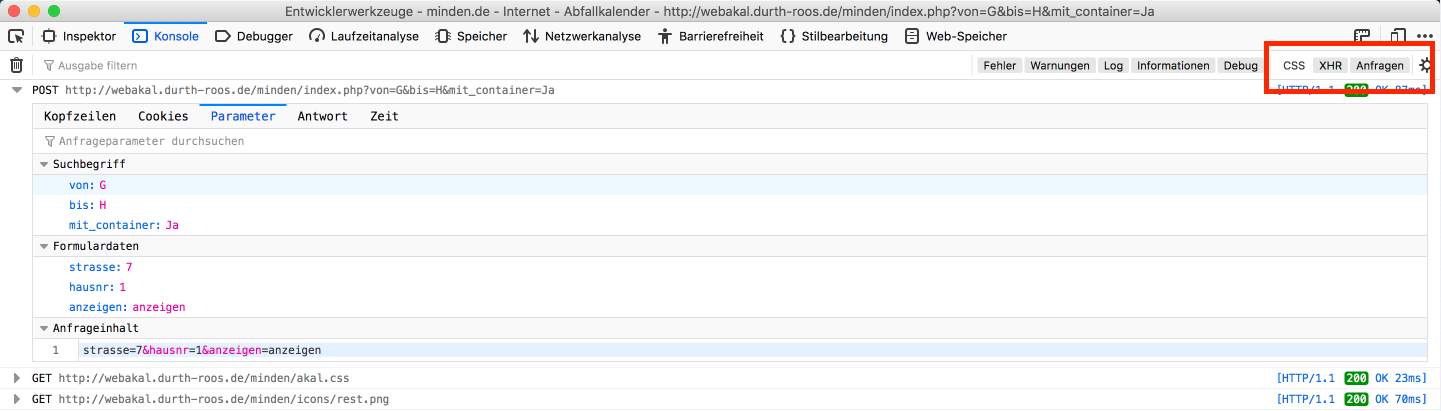 Entwicklerwerkzeuge - minden.de - Internet - Abfallkalender - http://webakal.durth-roos.de/minden/index.php?von=G&bis=H&mit_container=Ja
Inspektor Konsole Debugger Laufzeitanalyse Speicher Netzwerkanalyse Barrierefreiheit Stilbearbeitung Web-Speicher
Ausgabe filtern Fehler Warnungen Log Informationen Debug CSS XHR Anfragen
POST http://webakal.durth-roos.de/minden/index.php?von=G&bis=H&mit_container=Ja [HTTP/1.1 200 OK 87ms]
Kopfzeilen Cookies Parameter Antwort Zeit
Anfrageparameter durchsuchen
Suchbegriff
von: G
bis: H
mit_container: Ja
Formulardaten
strasse: 7
hausnr: 1
anzeigen: anzeigen
Anfrageinhalt
1 strasse=7&hausnr=1&anzeigen=anzeigen
GET http://webakal.durth-roos.de/minden/akal.css [HTTP/1.1 200 OK 23ms]
GET http://webakal.durth-roos.de/minden/icons/rest.png [HTTP/1.1 200 OK 70ms]